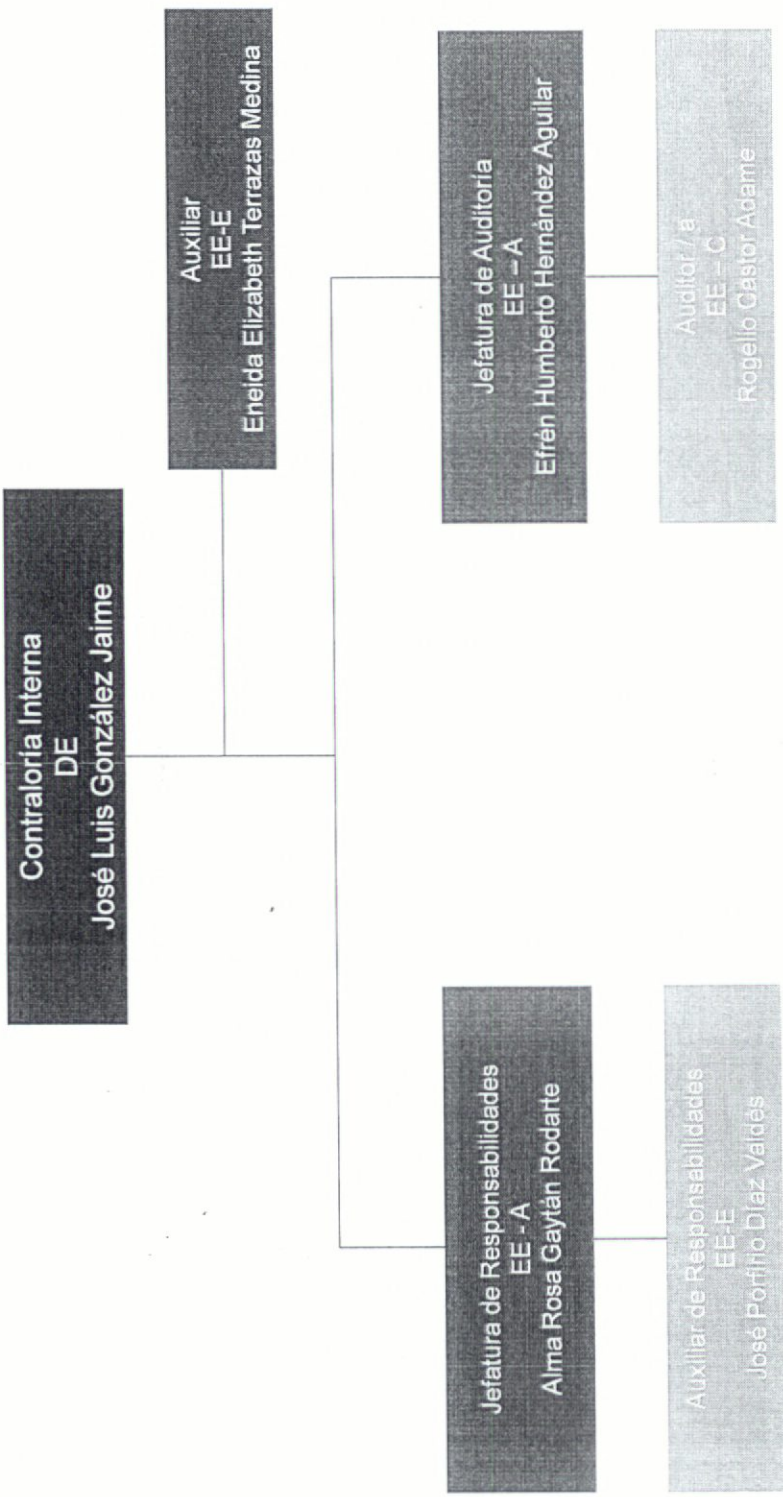 Contraloría Interna
DE
José Luis González Jaime
Auxiliar
EE-E
Eneida Elizabeth Terrazas Medina
Jefatura de Responsabilidades
EE - A
Alma Rosa Gaytán Rodarte
Jefatura de Auditoría
EE – A
Efrén Humberto Hernández Aguilar
Auxiliar de Responsabilidades
EE-E
José Porfirio Díaz Valdés
Auditor / a
EE – C
Rogelio Castor Adame